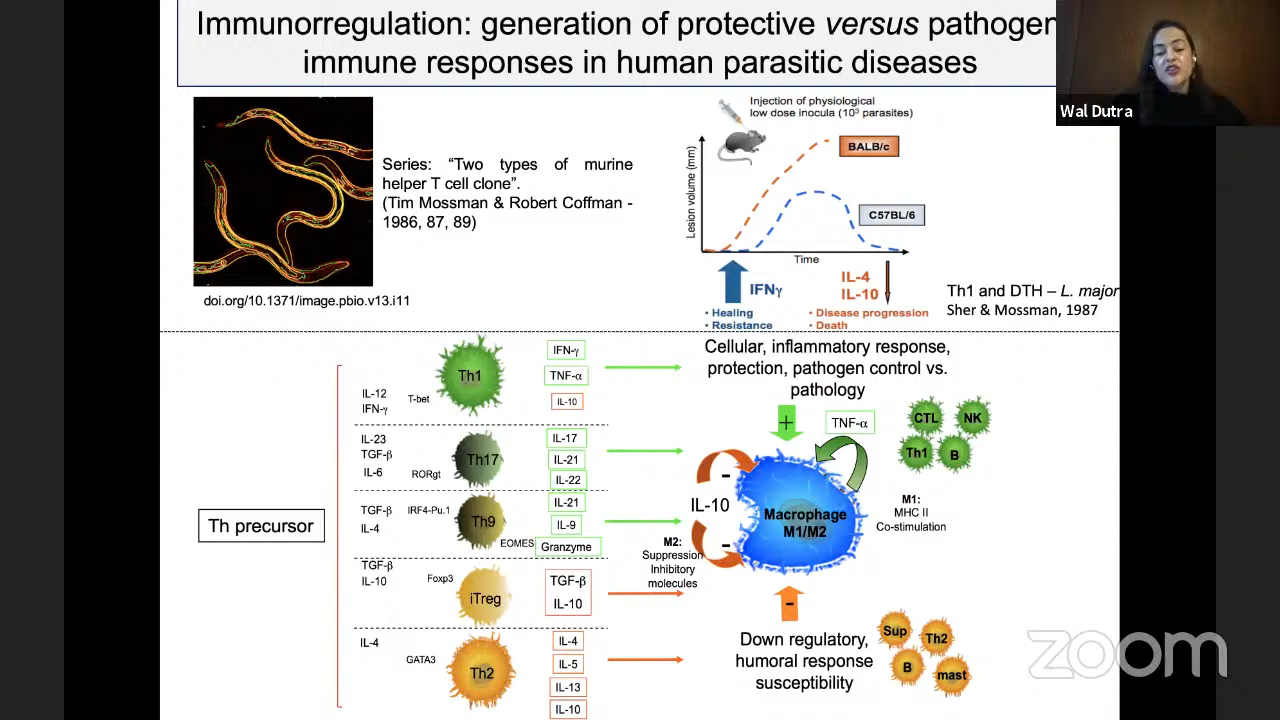 Immunorregulation: generation of protective versus pathogen
immune responses in human parasitic diseases
Wal Dutra
Series: “Two types of murine
helper T cell clone”.
(Tim Mossman & Robert Coffman -
1986, 87, 89)
doi.org/10.1371/image.pbio.v13.i11
Injection of physiological
low dose inocula (10³ parasites)
Lesion volume (mm)
BALB/c
C57BL/6
Time
IFNγ
IL-4
IL-10
• Healing
• Resistance
• Disease progression
• Death
Th1 and DTH – L. major
Sher & Mossman, 1987
Th precursor
IL-12
IFN-γ
T-bet
Th1
IFN-γ
TNF-α
IL-10
IL-23
TGF-β
IL-6
RORgt
Th17
IL-17
IL-21
IL-22
TGF-β
IL-4
IRF4-Pu.1
Th9
EOMES
IL-21
IL-9
Granzyme
TGF-β
IL-10
Foxp3
iTreg
TGF-β
IL-10
IL-4
GATA3
Th2
IL-4
IL-5
IL-13
IL-10
Cellular, inflammatory response,
protection, pathogen control vs.
pathology
+
TNF-α
CTL
NK
Th1
B
-
IL-10
-
Macrophage
M1/M2
M1:
MHC II
Co-stimulation
M2:
Suppression
Inhibitory
molecules
-
Down regulatory,
humoral response
susceptibility
Sup
Th2
B
mast
zoom